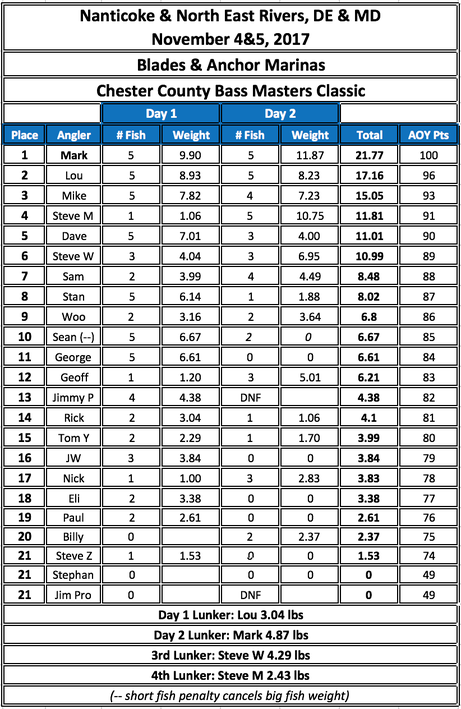 Nanticoke & North East Rivers, DE & MD
November 4&5, 2017
Blades & Anchor Marinas
Chester County Bass Masters Classic
Day 1 Day 2
Place Angler # Fish Weight # Fish Weight Total AOY Pts
1 Mark 5 9.90 5 11.87 21.77 100
2 Lou 5 8.93 5 8.23 17.16 96
3 Mike 5 7.82 4 7.23 15.05 93
4 Steve M 1 1.06 5 10.75 11.81 91
5 Dave 5 7.01 3 4.00 11.01 90
6 Steve W 3 4.04 3 6.95 10.99 89
7 Sam 2 3.99 4 4.49 8.48 88
8 Stan 5 6.14 1 1.88 8.02 87
9 Woo 2 3.16 2 3.64 6.8 86
10 Sean (--) 5 6.67 2 0 6.67 85
11 George 5 6.61 0 0 6.61 84
12 Geoff 1 1.20 3 5.01 6.21 83
13 Jimmy P 4 4.38 DNF 4.38 82
14 Rick 2 3.04 1 1.06 4.1 81
15 Tom Y 2 2.29 1 1.70 3.99 80
16 JW 3 3.84 0 0 3.84 79
17 Nick 1 1.00 3 2.83 3.83 78
18 Eli 2 3.38 0 0 3.38 77
19 Paul 2 2.61 0 0 2.61 76
20 Billy 0 2 2.37 2.37 75
21 Steve Z 1 1.53 0 0 1.53 74
21 Stephan 0 0 0 0 49
21 Jim Pro 0 DNF 0 49
Day 1 Lunker: Lou 3.04 lbs
Day 2 Lunker: Mark 4.87 lbs
3rd Lunker: Steve W 4.29 lbs
4th Lunker: Steve M 2.43 lbs
(-- short fish penalty cancels big fish weight)